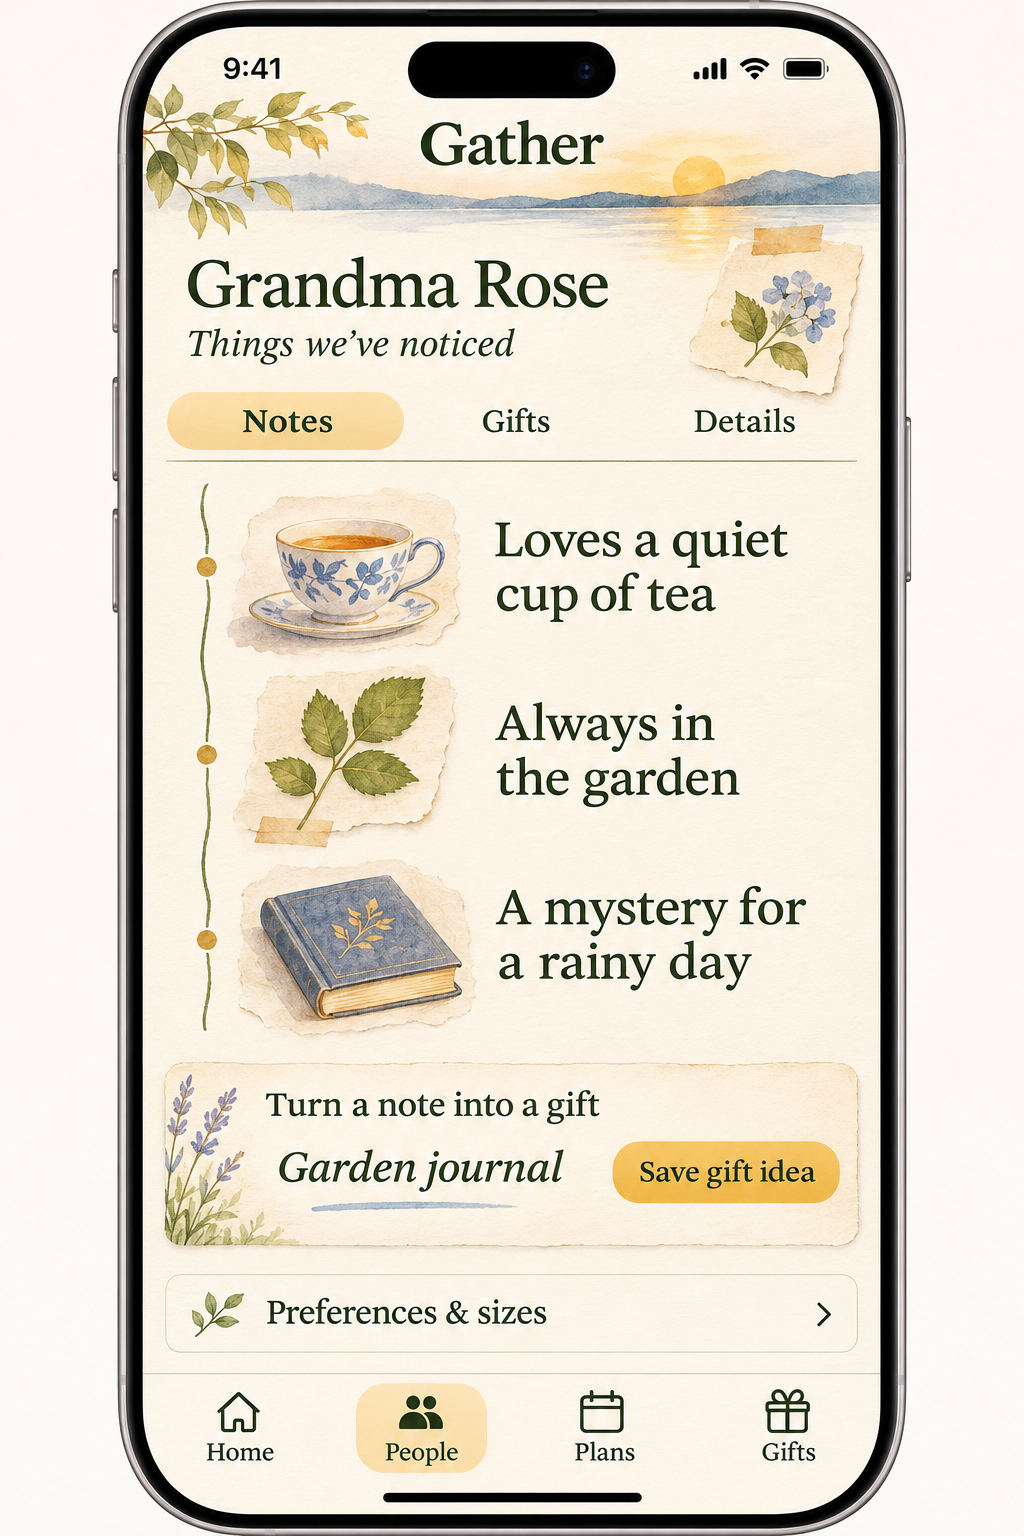 9:41
Gather
Grandma Rose
Things we’ve noticed
Notes
Gifts
Details
Loves a quiet
cup of tea
Always in
the garden
A mystery for
a rainy day
Turn a note into a gift
Garden journal
Save gift idea
Preferences & sizes
Home
People
Plans
Gifts